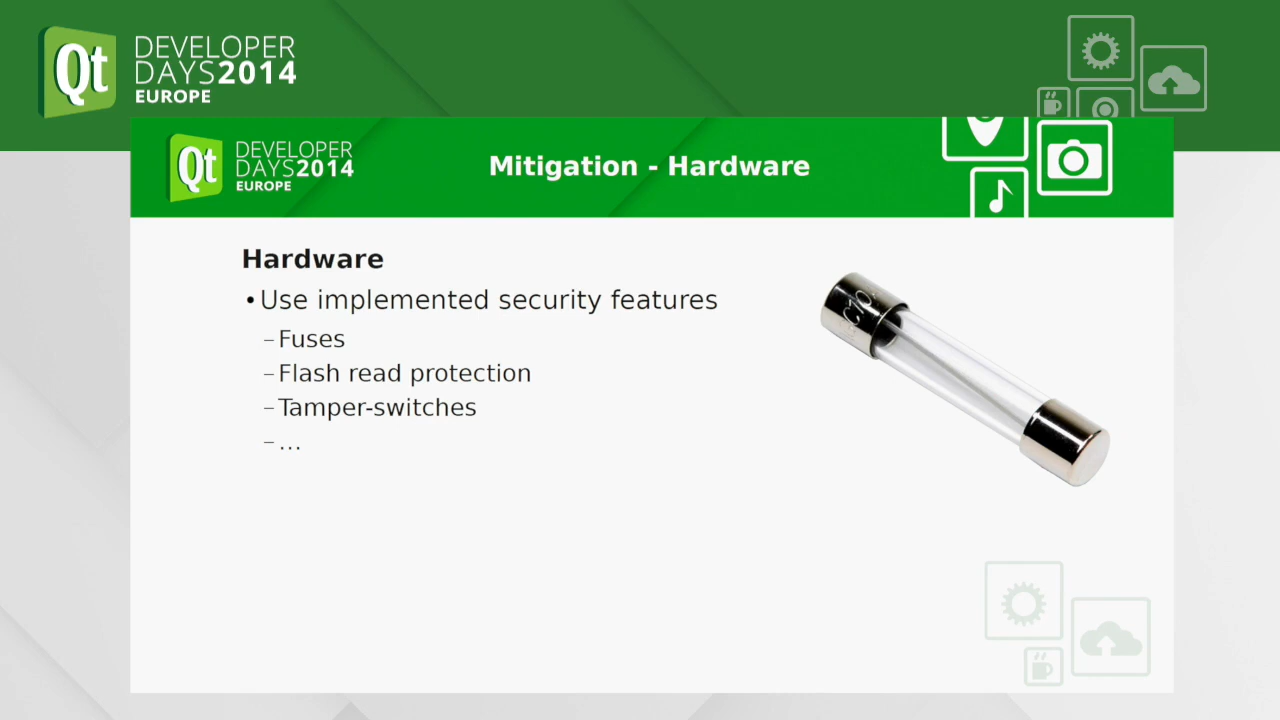 Qt DEVELOPER
DAYS2014
EUROPE
Qt DEVELOPER
DAYS2014
EUROPE
Mitigation - Hardware
Hardware
• Use implemented security features
– Fuses
– Flash read protection
– Tamper-switches
– ...